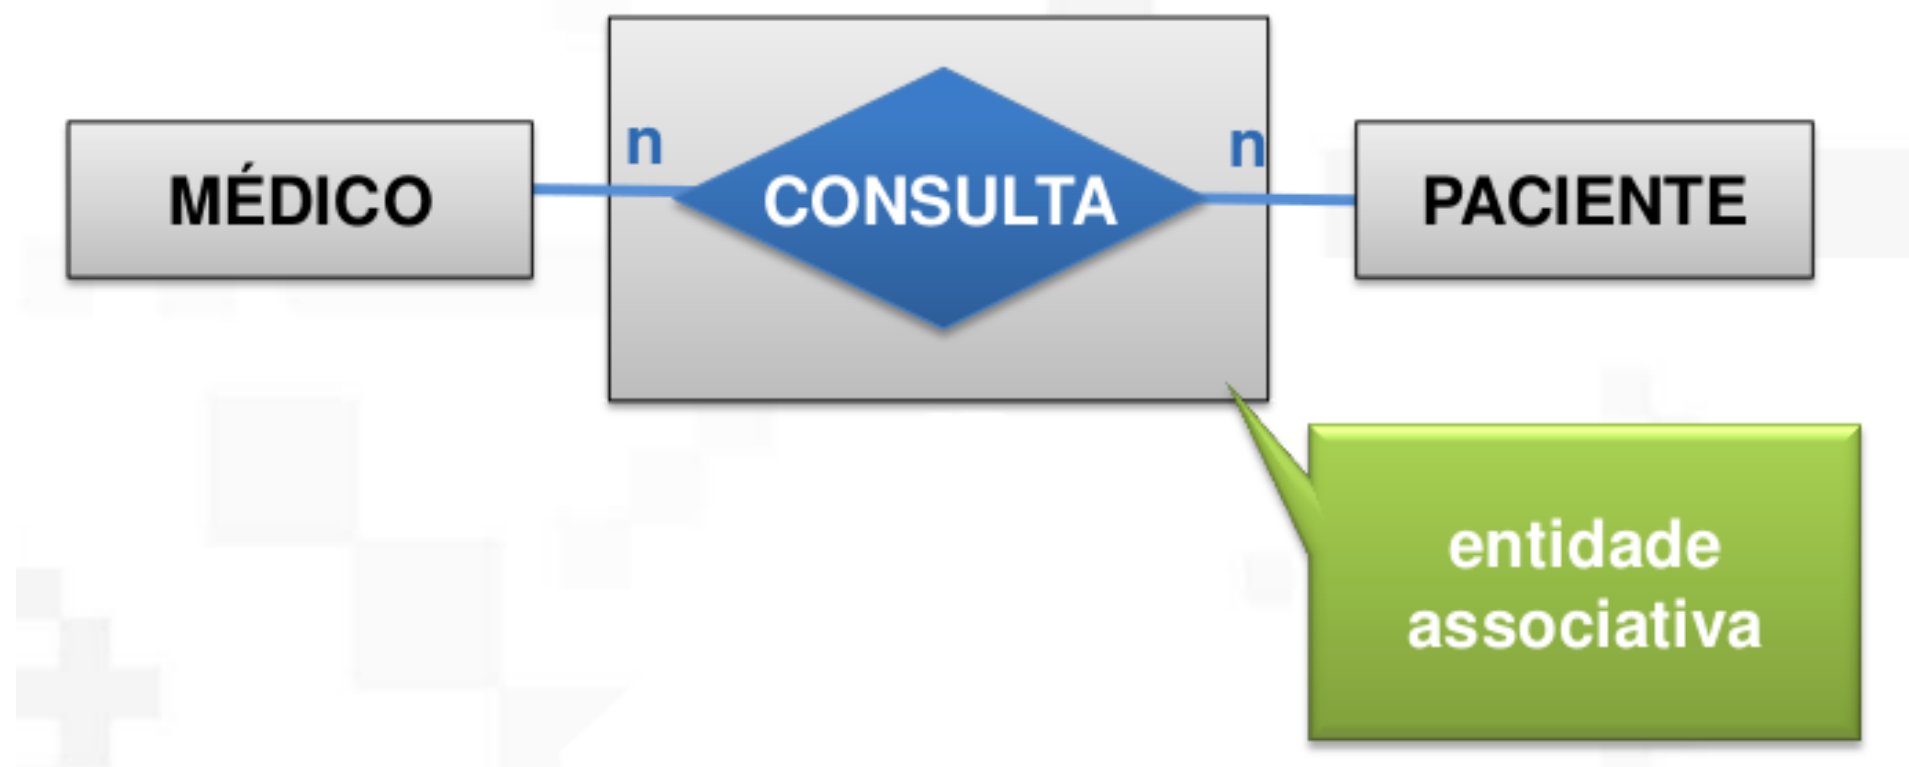 n
n
MÉDICO
CONSULTA
PACIENTE
entidade
associativa